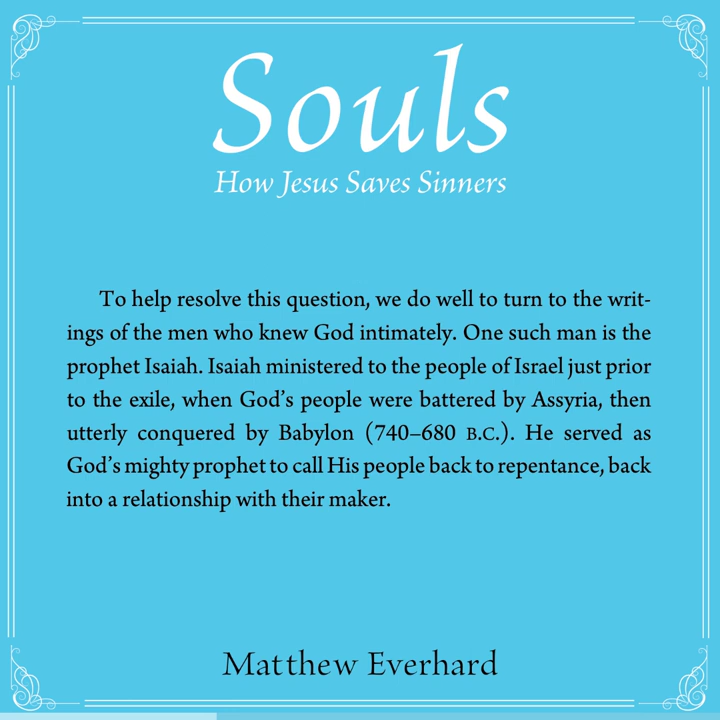 Souls
How Jesus Saves Sinners
To help resolve this question, we do well to turn to the writ-
ings of the men who knew God intimately. One such man is the
prophet Isaiah. Isaiah ministered to the people of Israel just prior
to the exile, when God’s people were battered by Assyria, then
utterly conquered by Babylon (740–680 B.C.). He served as
God’s mighty prophet to call His people back to repentance, back
into a relationship with their maker.
Matthew Everhard